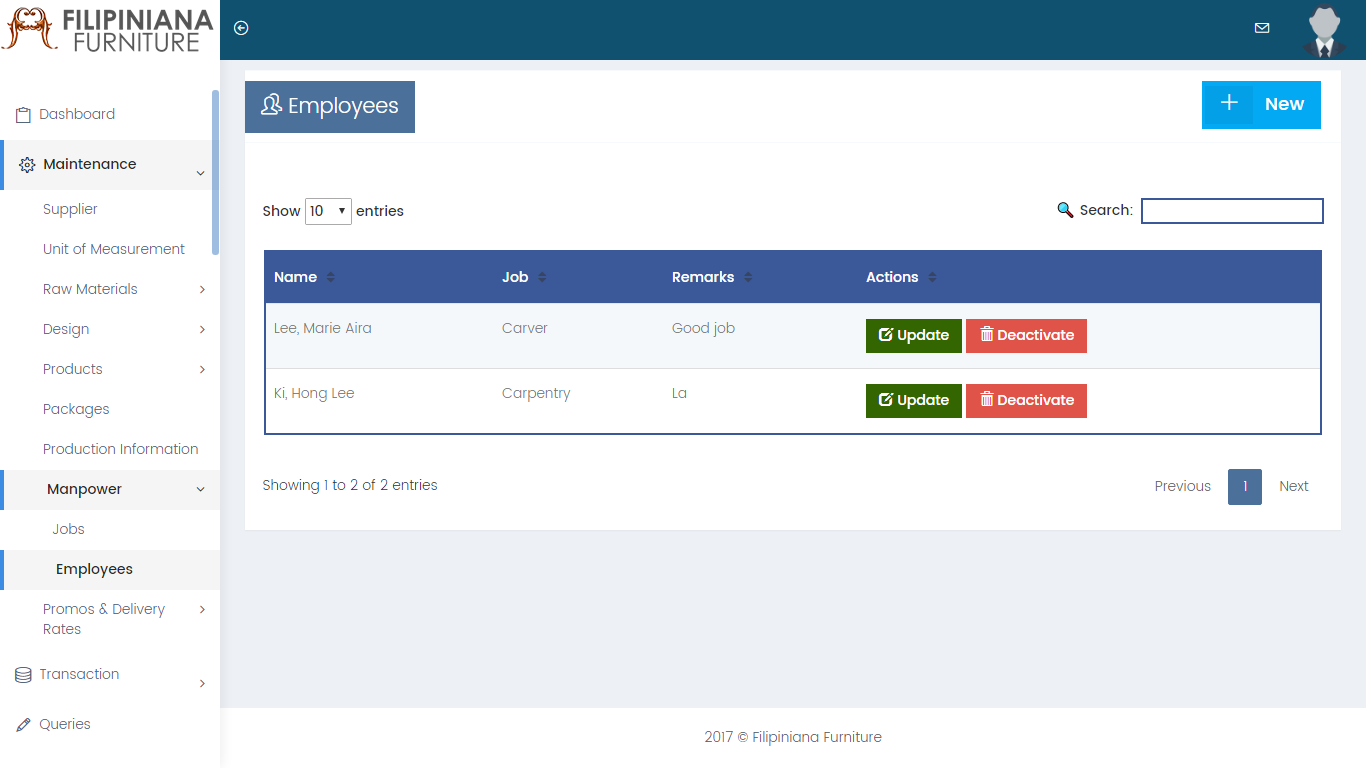 FILIPINIANA
FURNITURE
Dashboard
Maintenance
Supplier
Unit of Measurement
Raw Materials
Design
Products
Packages
Production Information
Manpower
Jobs
Employees
Promos & Delivery
Rates
Transaction
Queries
Employees
New
Show 10 entries
Search:
Name Job Remarks Actions
Lee, Marie Aira Carver Good job Update Deactivate
Ki, Hong Lee Carpentry La Update Deactivate
Showing 1 to 2 of 2 entries
Previous 1 Next
2017 © Filipiniana Furniture